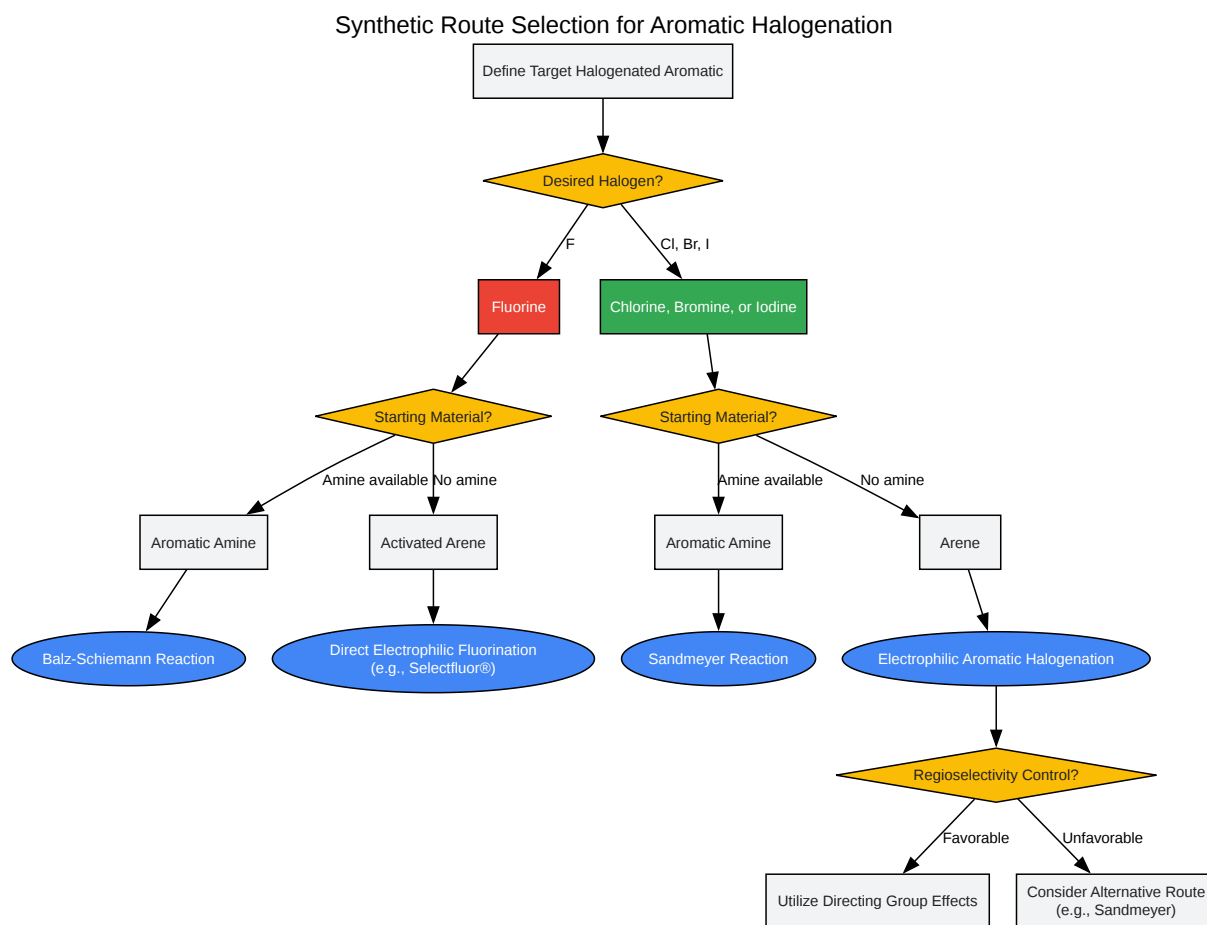 Synthetic Route Selection for Aromatic Halogenation
Define Target Halogenated Aromatic
Desired Halogen?
F
Cl, Br, I
Fluorine
Chlorine, Bromine, or Iodine
Starting Material?
Starting Material?
Amine available
No amine
Amine available
No amine
Aromatic Amine
Activated Arene
Aromatic Amine
Arene
Balz-Schiemann Reaction
Direct Electrophilic Fluorination
(e.g., Selectfluor®)
Sandmeyer Reaction
Electrophilic Aromatic Halogenation
Regioselectivity Control?
Favorable
Unfavorable
Utilize Directing Group Effects
Consider Alternative Route
(e.g., Sandmeyer)